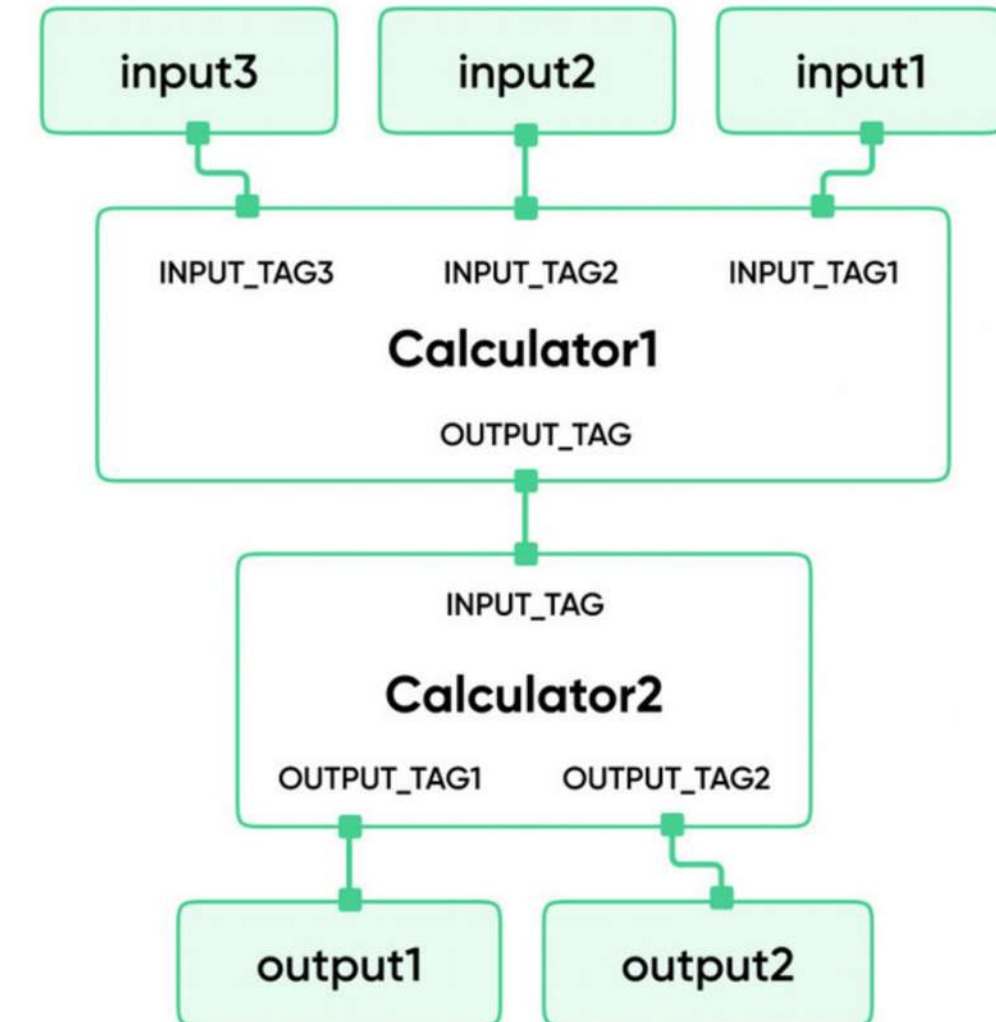 input3 input2 input1
INPUT_TAG3 INPUT_TAG2 INPUT_TAG1
Calculator1
OUTPUT_TAG
INPUT_TAG
Calculator2
OUTPUT_TAG1 OUTPUT_TAG2
output1 output2